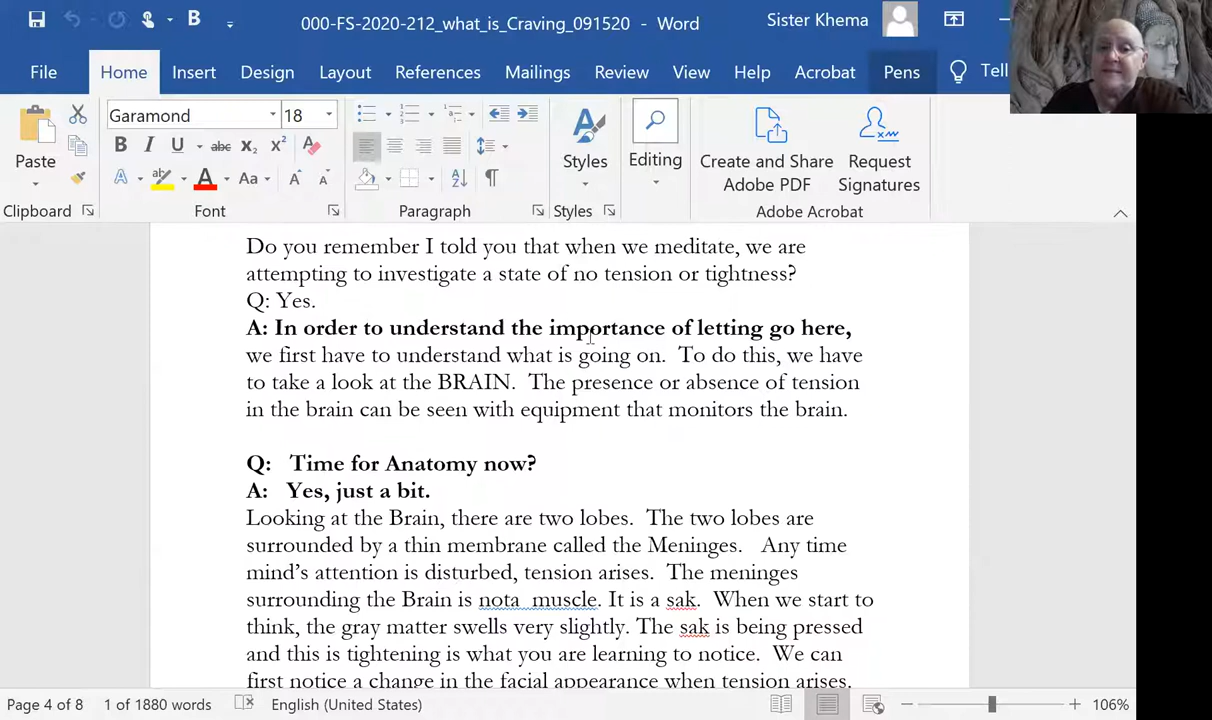 000-FS-2020-212_what_is_Craving_091520 - Word
Sister Khema
File Home Insert Design Layout References Mailings Review View Help Acrobat Pens Tell
Garamond 18
Paste
Styles
Editing
Create and Share Adobe PDF
Request Signatures
Clipboard Font Paragraph Styles Adobe Acrobat
Do you remember I told you that when we meditate, we are
attempting to investigate a state of no tension or tightness?
Q: Yes.
A: In order to understand the importance of letting go here,
we first have to understand what is going on. To do this, we have
to take a look at the BRAIN. The presence or absence of tension
in the brain can be seen with equipment that monitors the brain.
Q: Time for Anatomy now?
A: Yes, just a bit.
Looking at the Brain, there are two lobes. The two lobes are
surrounded by a thin membrane called the Meninges. Any time
mind's attention is disturbed, tension arises. The meninges
surrounding the Brain is nota muscle. It is a sak. When we start to
think, the gray matter swells very slightly. The sak is being pressed
and this is tightening is what you are learning to notice. We can
first notice a change in the facial appearance when tension arises.
Page 4 of 8 1 of 1880 words English (United States) 106%